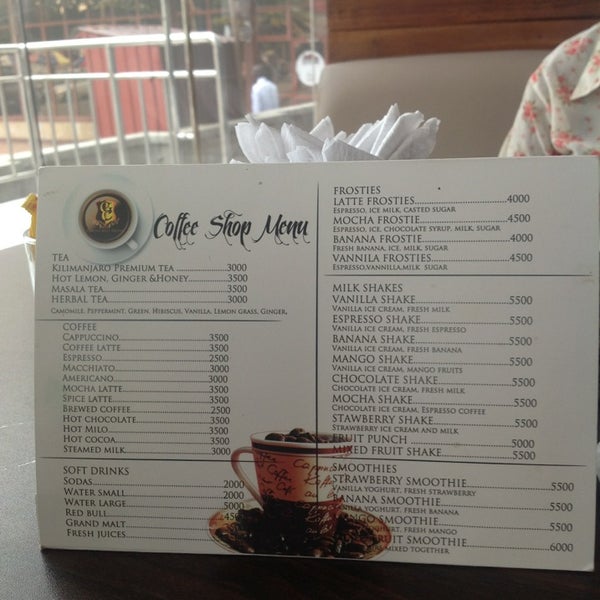 Coffee Shop Menu
TEA
KILIMANJARO PREMIUM TEA ............ 3000
HOT LEMON, GINGER &HONEY............3500
MASALA TEA............3500
HERBAL TEA............3000
CAMOMILE, PEPPERMINT, GREEN, HIBISCUS, VANILLA, LEMON GRASS, GINGER,
COFFEE
CAPPUCCINO............3500
COFFEE LATTE............3500
ESPRESSO............2500
MACCHIATO............3000
AMERICANO............3000
MOCHA LATTE............3500
SPICE LATTE............3500
BREWED COFFEE............2500
HOT CHOCOLATE............3500
HOT MILO............3500
HOT COCOA............3500
STEAMED MILK............3000
SOFT DRINKS
SODAS............2000
WATER SMALL............2000
WATER LARGE............5000
RED BULL............
GRAND MALT............
FRESH JUICES............
FROSTIES
LATTE FROSTIES............4000
ESPRESSO, ICE MILK, CASTED SUGAR
MOCHA FROSTIE............4500
ESPRESSO, ICE, CHOCOLATE SYRUP, MILK, SUGAR
BANANA FROSTIE............4000
FRESH BANANA, ICE, MILK, SUGAR
VANNILA FROSTIES............4500
ESPRESSO,VANNILA,MILK SUGAR
MILK SHAKES
VANILLA SHAKE............5500
VANILLA ICE CREAM, FRESH MILK
ESPRESSO SHAKE............5500
VANILLA ICE CREAM, FRESH ESPRESSO
BANANA SHAKE............5500
VANILLA ICE CREAM, FRESH BANANA
MANGO SHAKE............5500
VANILLA ICE CREAM, MANGO FRUITS
CHOCOLATE SHAKE............5500
CHOCOLATE ICE CREAM, FRESH MILK
MOCHA SHAKE............5500
CHOCOLATE ICE CREAM, ESPRESSO COFFEE
STAWBERRY SHAKE............5500
STRAWBERRY ICE CREAM AND MILK
FRUIT PUNCH ............5000
MIXED FRUIT SHAKE............5500
SMOOTHIES
STRAWBERRY SMOOTHIE............5500
VANILLA YOGHURT, FRESH STRAWBERRY
BANANA SMOOTHIE............5500
VANILLA YOGHURT, FRESH BANANA
MANGO SMOOTHIE............5500
YOGHURT, FRESH MANGO
FRUIT SMOOTHIE............6000
MIXED TOGETHER